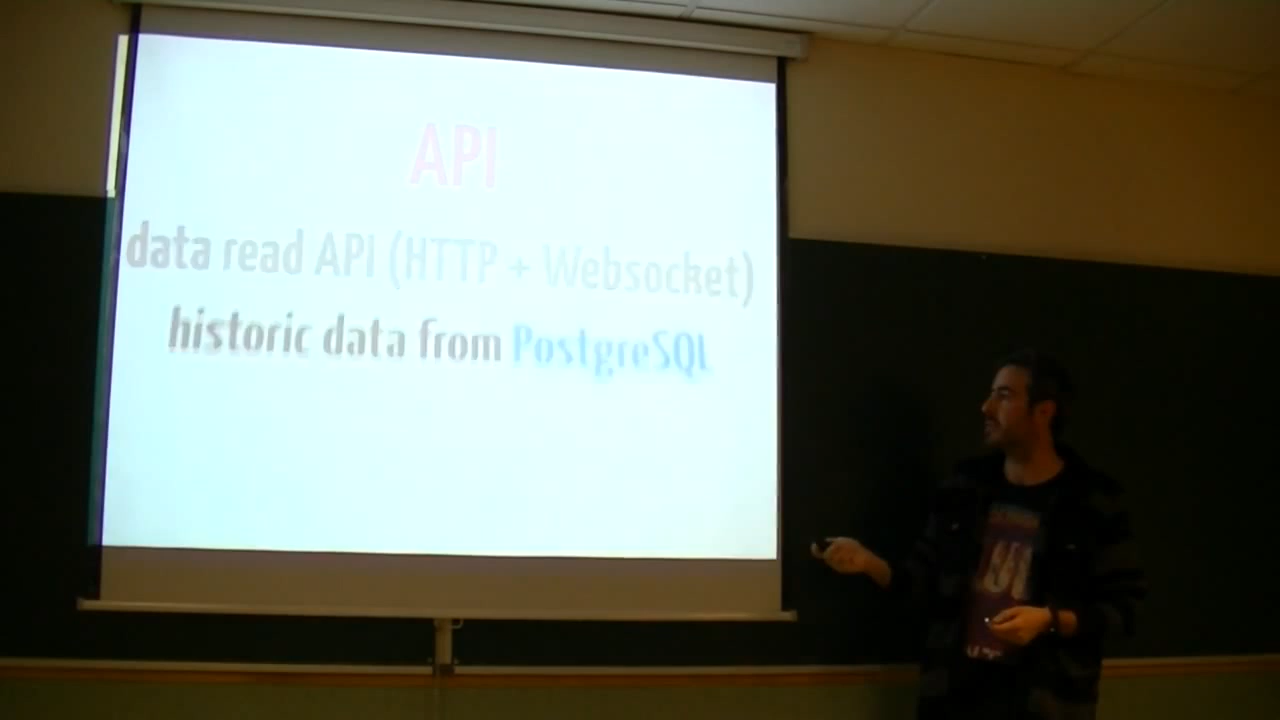 API
data read API (HTTP + Websocket)
historic data from PostgreSQL